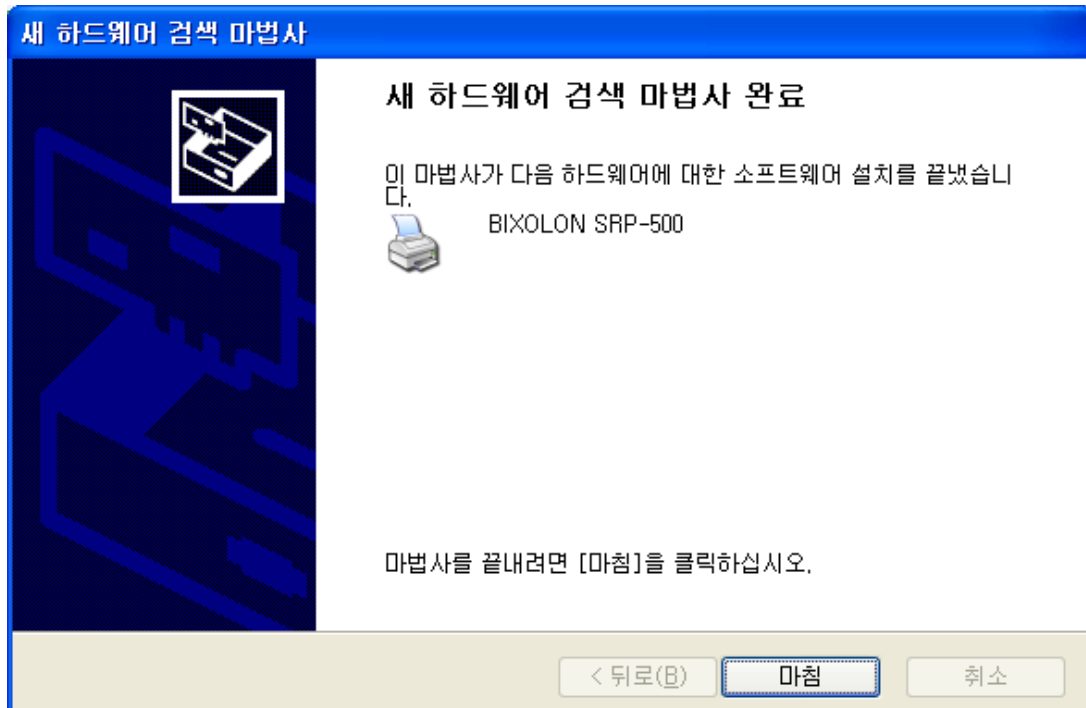 새 하드웨어 검색 마법사
새 하드웨어 검색 마법사 완료
이 마법사가 다음 하드웨어에 대한 소프트웨어 설치를 끝냈습니
다.
BIXOLON SRP-500
마법사를 끝내려면 [마침]을 클릭하십시오.
< 뒤로(B) 마침 취소